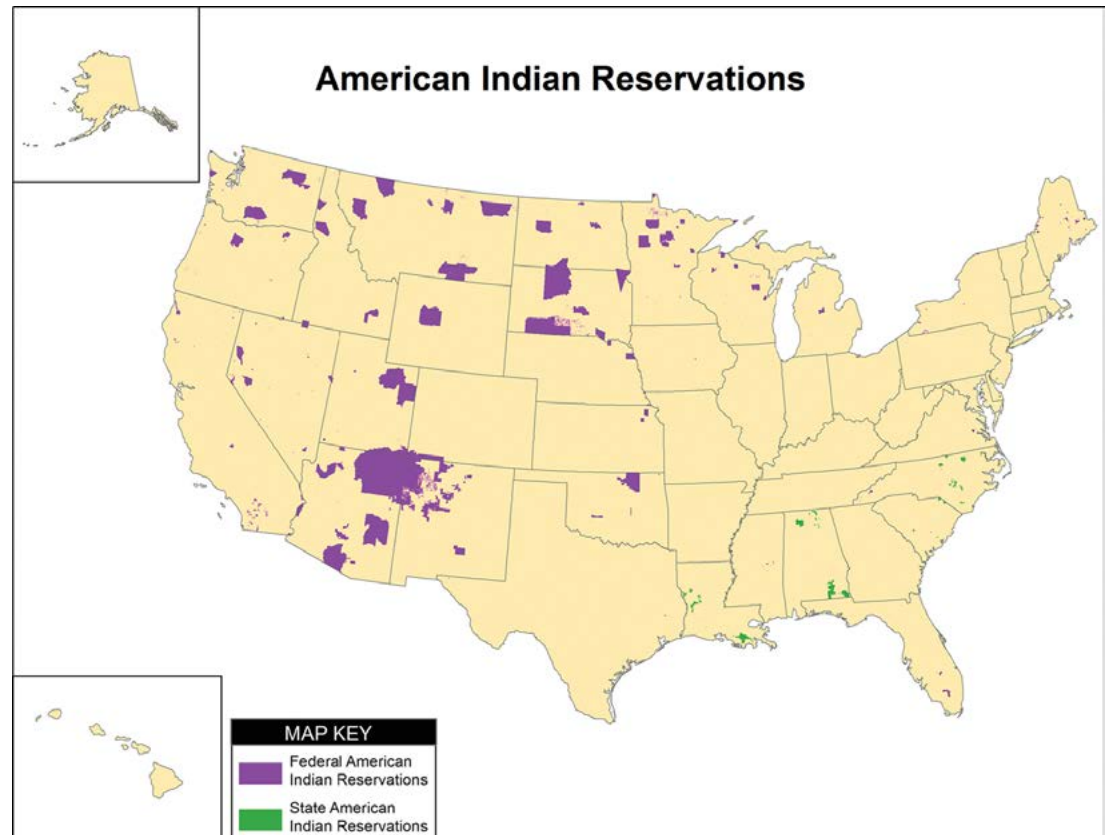 American Indian Reservations
MAP KEY
Federal American
Indian Reservations
State American
Indian Reservations